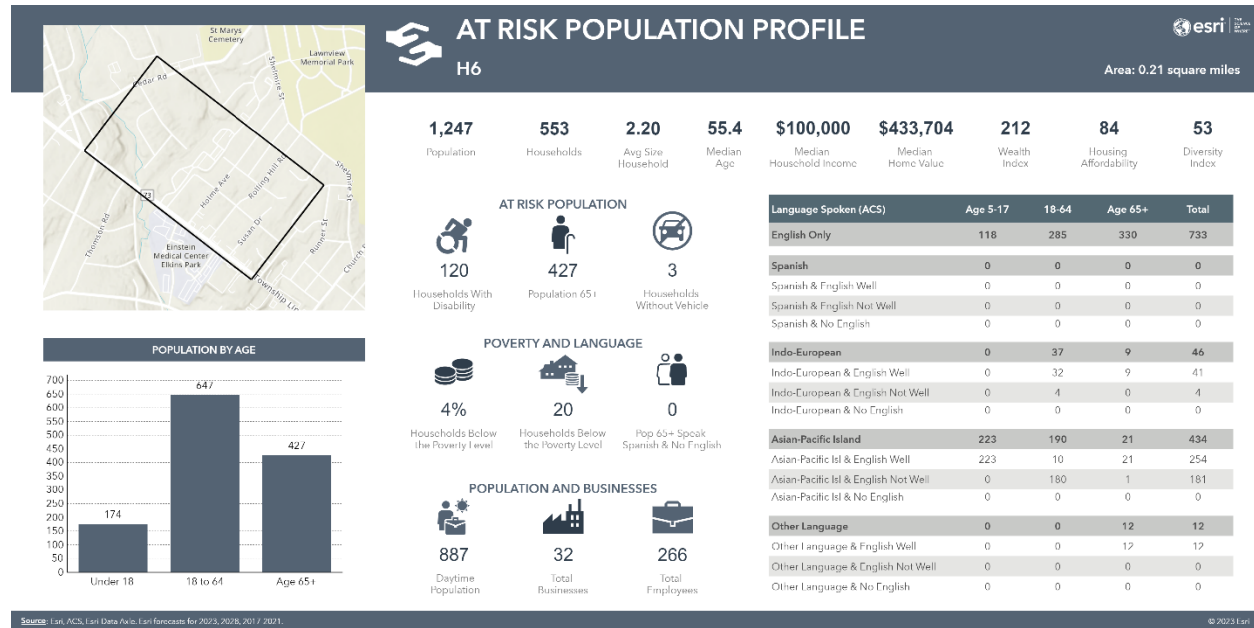 AT RISK POPULATION PROFILE
H6
esri
THE SCIENCE OF WHERE
Area: 0.21 square miles
St Marys
Cemetery
Lawnview
Memorial Park
Cedar Rd
Shelmire St
Shelmire St
73
Holme Ave
Rolling Hill Rd
Susan Dr
Runner St
Thomson Rd
Einstein
Medical Center
Elkins Park
Township Lin
Church
1,247
Population
553
Households
2.20
Avg Size
Household
55.4
Median
Age
$100,000
Median
Household Income
$433,704
Median
Home Value
212
Wealth
Index
84
Housing
Affordability
53
Diversity
Index
AT RISK POPULATION
120
Households With
Disability
427
Population 65+
3
Households
Without Vehicle
POVERTY AND LANGUAGE
4%
Households Below
the Poverty Level
20
Households Below
the Poverty Level
0
Pop 65+ Speak
Spanish & No English
POPULATION AND BUSINESSES
887
Daytime
Population
32
Total
Businesses
266
Total
Employees
POPULATION BY AGE
700
650
600
550
500
450
400
350
300
250
200
150
100
50
0
174
647
427
Under 18
18 to 64
Age 65+
Language Spoken (ACS) Age 5-17 18-64 Age 65+ Total
English Only 118 285 330 733
Spanish 0 0 0 0
Spanish & English Well 0 0 0 0
Spanish & English Not Well 0 0 0 0
Spanish & No English 0 0 0 0
Indo-European 0 37 9 46
Indo-European & English Well 0 32 9 41
Indo-European & English Not Well 0 4 0 4
Indo-European & No English 0 0 0 0
Asian-Pacific Island 223 190 21 434
Asian-Pacific Isl & English Well 223 10 21 254
Asian-Pacific Isl & English Not Well 0 180 1 181
Asian-Pacific Isl & No English 0 0 0 0
Other Language 0 0 12 12
Other Language & English Well 0 0 12 12
Other Language & English Not Well 0 0 0 0
Other Language & No English 0 0 0 0
Source: Esri, ACS, Esri-Data Axle. Esri forecasts for 2023, 2028, 2017-2021.
© 2023 Esri